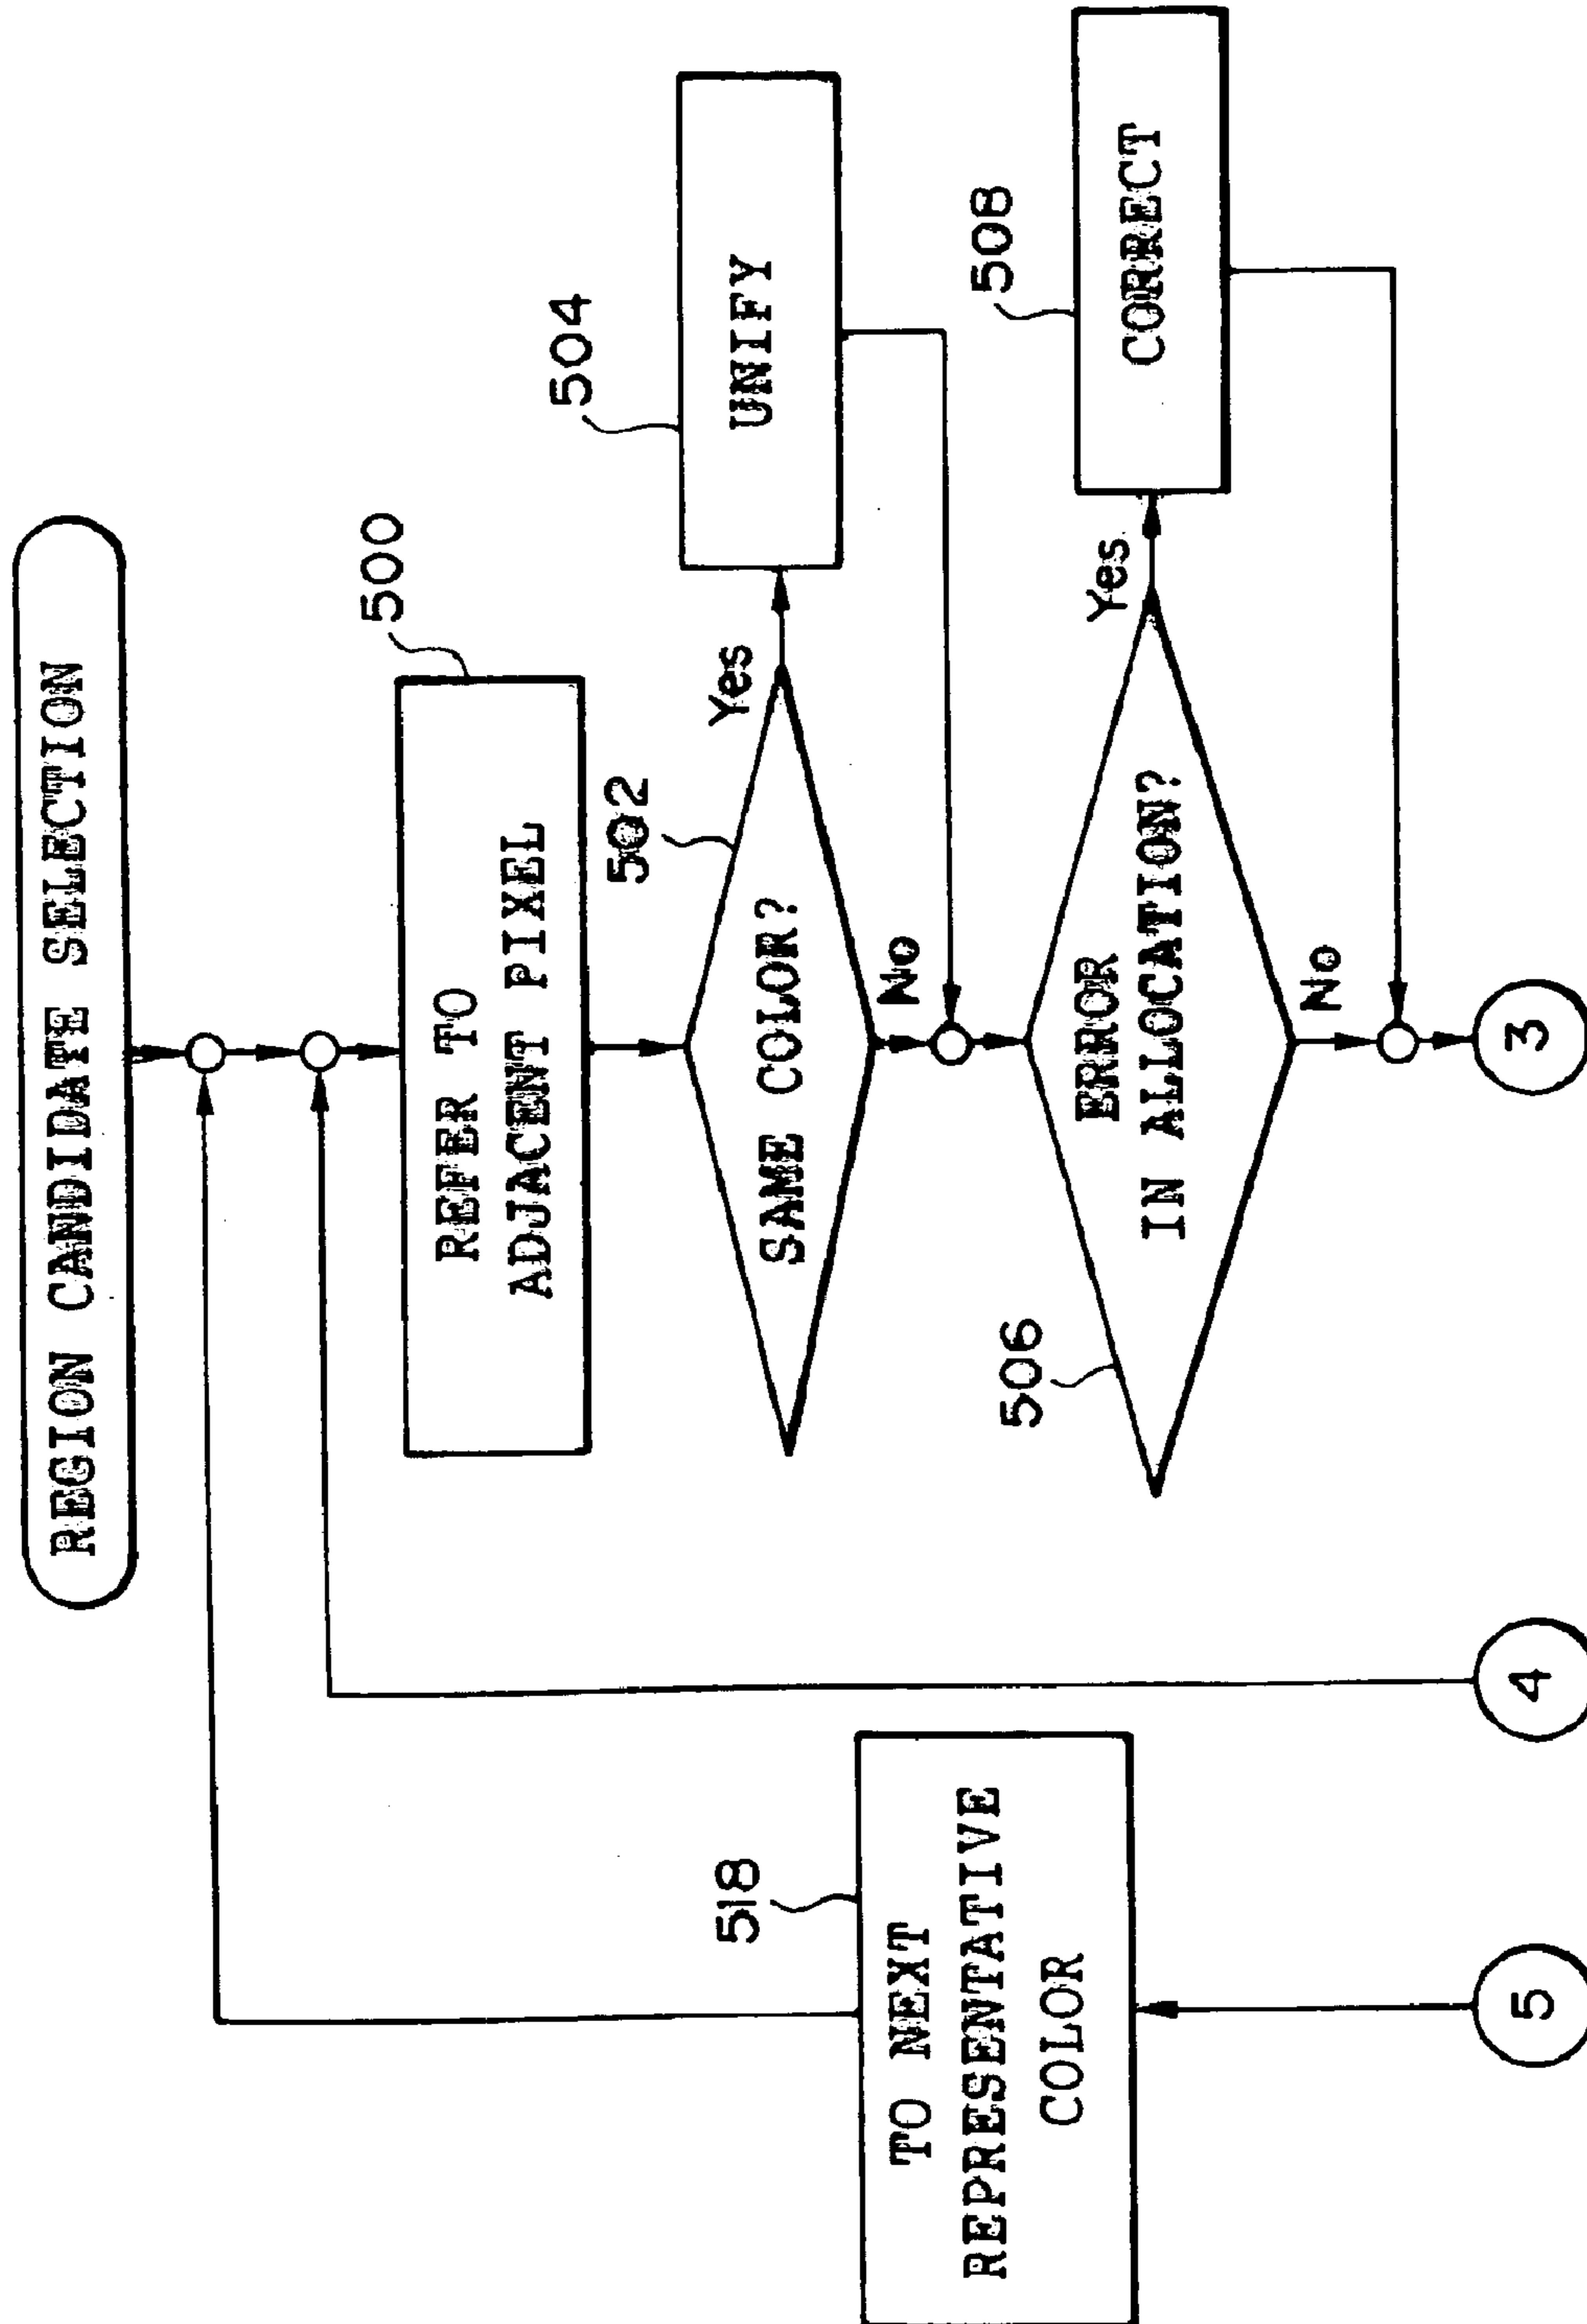 REGION CANDIDATE SELECTION
500
REFER TO
ADJACENT PIXEL
502
SAME COLOR?
Yes
504
UNIFY
No
506
ERROR
IN ALLOCATION?
Yes
508
CORRECT
No
3
4
518
TO NEXT
REPRESENTATIVE
COLOR
5